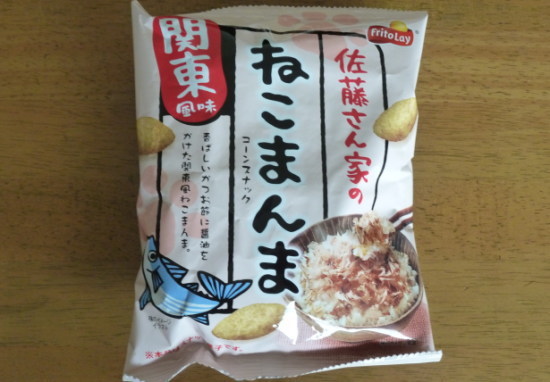 Frito Lay
佐藤さん家の
ねこまんま
コーンスナック
関東
風味
香ばしいかつお節に醤油を
かけた関東風ねこまんま。